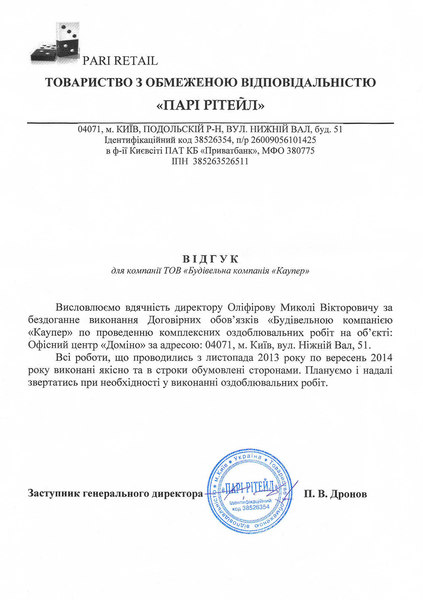 PARI RETAIL
ТОВАРИСТВО З ОБМЕЖЕНОЮ ВІДПОВІДАЛЬНІСТЮ
«ПАРІ РІТЕЙЛ»
04071, м. КИЇВ, ПОДОЛЬСКІЙ Р-Н, ВУЛ. НИЖНІЙ ВАЛ, буд. 51
Ідентифікаційний код 38526354, п/р 26009056101425
в ф-ії Києвсіті ПАТ КБ «Приватбанк», МФО 380775
ІПН 385263526511
ВІДГУК
для компанії ТОВ «Будівельна компанія «Каупер»
Висловлюємо вдячність директору Оліфірову Миколі Вікторовичу за
бездоганне виконання Договірних обов’язків «Будівельною компанією
«Каупер» по проведенню комплексних оздоблювальних робіт на об’єкті:
Офісний центр «Доміно» за адресою: 04071, м. Київ, вул. Ніжній Вал, 51.
Всі роботи, що проводились з листопада 2013 року по вересень 2014
року виконані якісно та в строки обумовлені сторонами. Плануємо і надалі
звертатись при необхідності у виконанні оздоблювальних робіт.
Заступник генерального директора
П. В. Дронов
Україна
м.Київ
ПАРІ РІТЕЙЛ
Ідентифікаційний
код 38526354